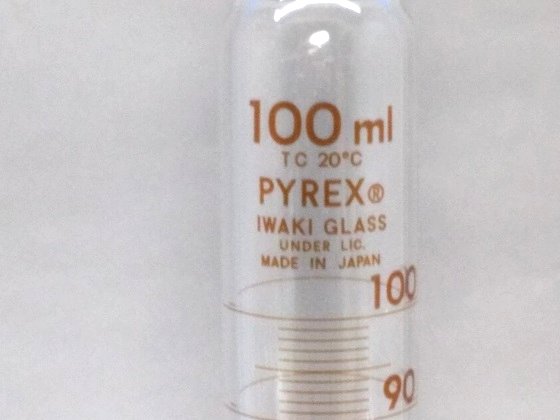 100 ml
TC 20°C
PYREX®
IWAKI GLASS
UNDER LIC.
MADE IN JAPAN
100
90